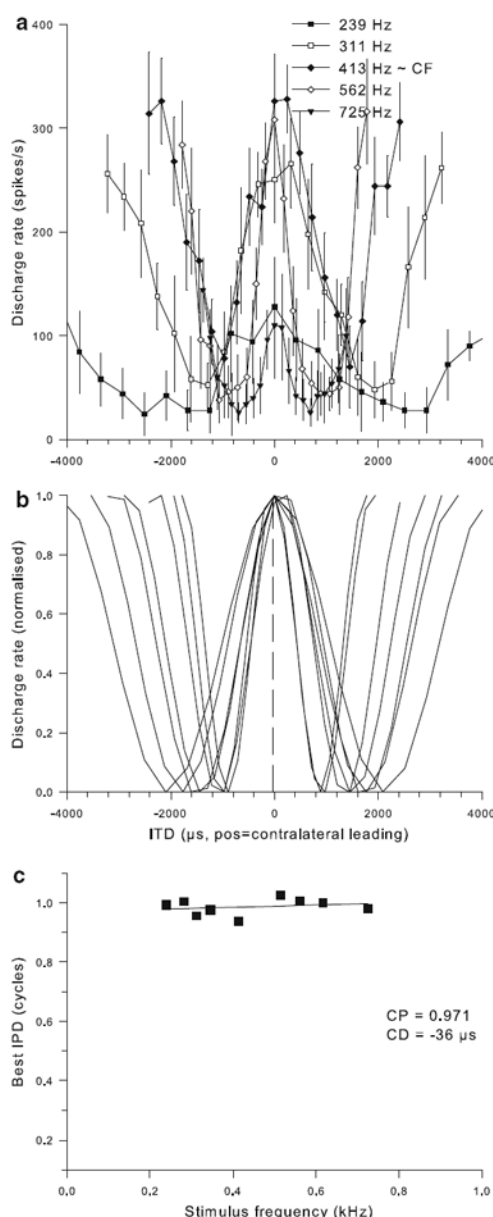 a
400
300
200
100
0
Discharge rate (spikes/s)
239 Hz
311 Hz
413 Hz ~ CF
562 Hz
725 Hz
-4000 -2000 0 2000 4000
b
1.0
0.8
0.6
0.4
0.2
0.0
Discharge rate (normalised)
-4000 -2000 0 2000 4000
ITD (µs, pos=contralateral leading)
c
1.0
0.8
0.6
0.4
0.2
Best IPD (cycles)
CP = 0.971
CD = -36 µs
0.0 0.2 0.4 0.6 0.8 1.0
Stimulus frequency (kHz)